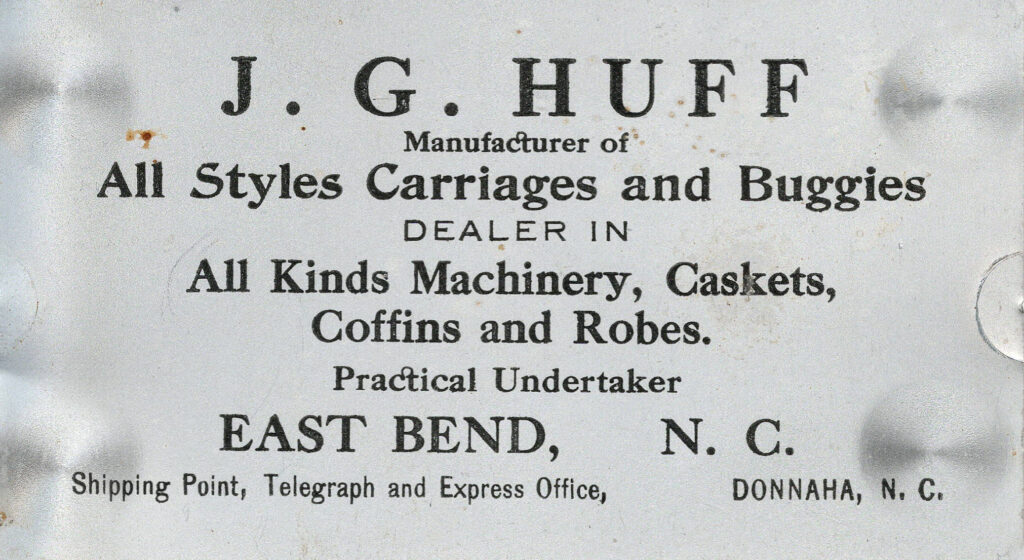 J. G. HUFF
Manufacturer of
All Styles Carriages and Buggies
DEALER IN
All Kinds Machinery, Caskets,
Coffins and Robes.
Practical Undertaker
EAST BEND, N. C.
Shipping Point, Telegraph and Express Office, DONNAHA, N. C.